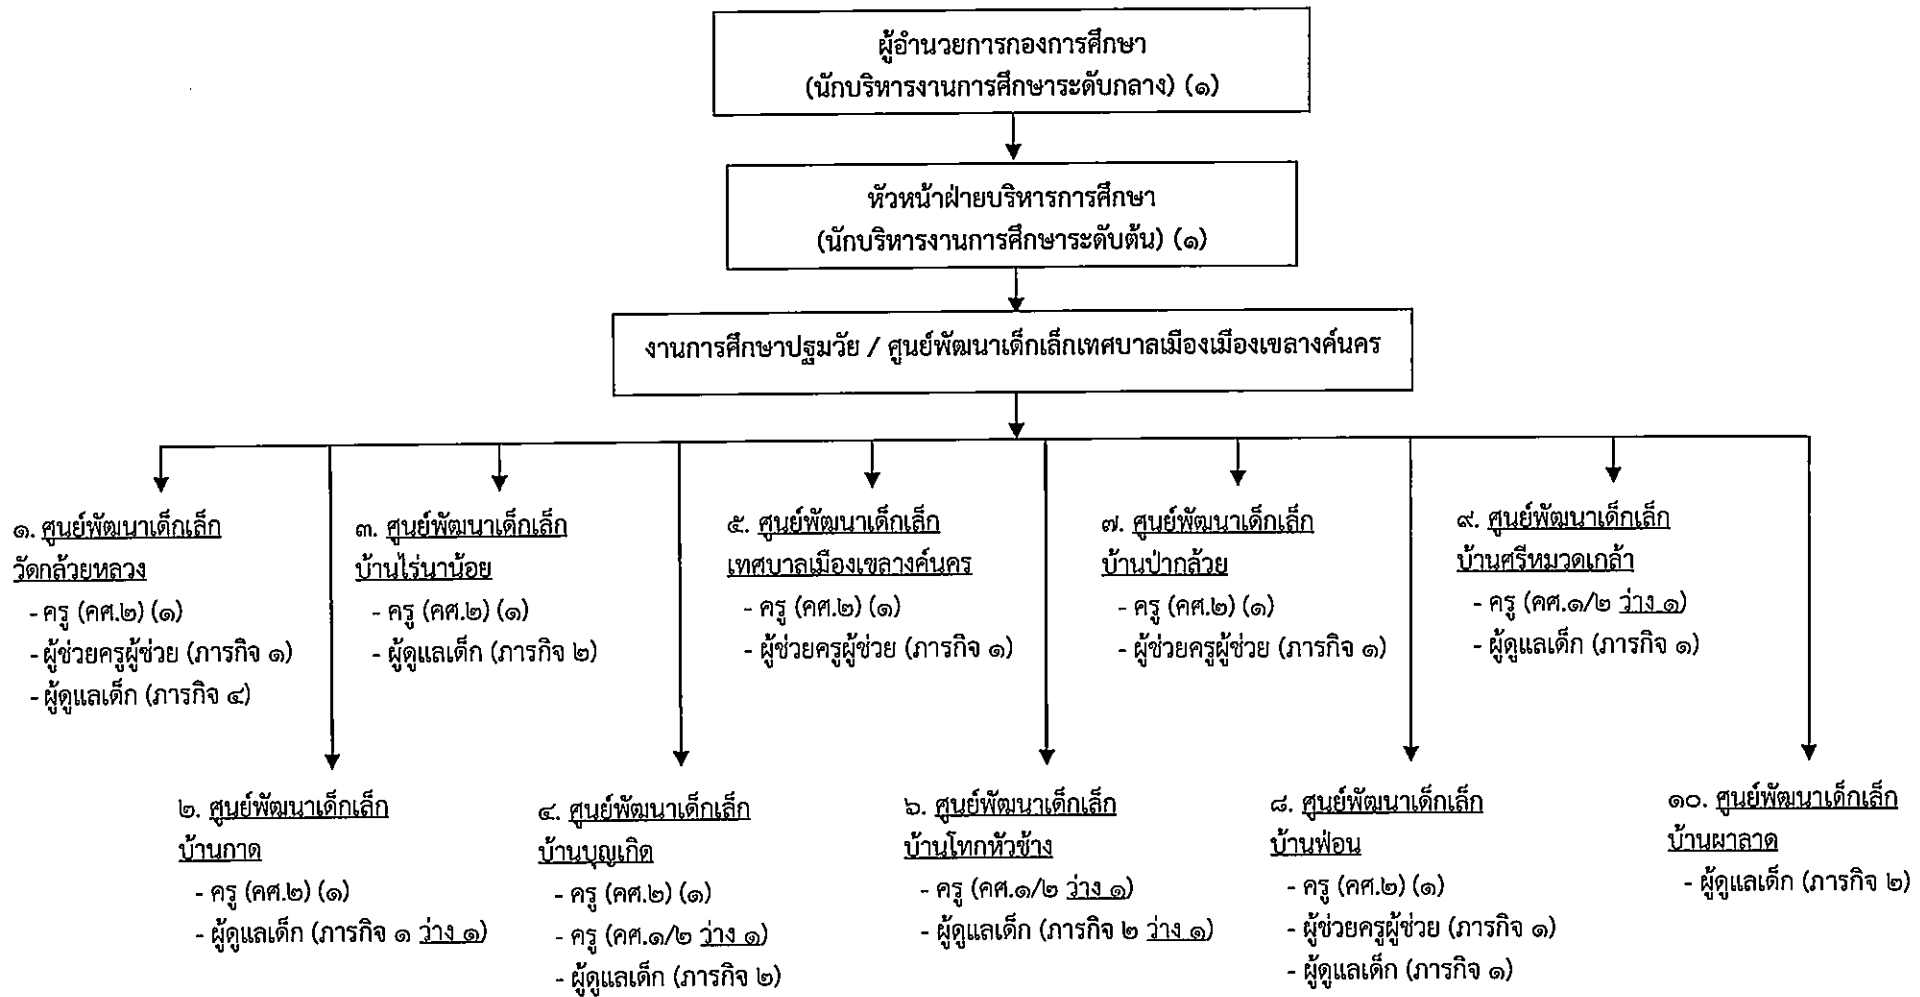 ผู้อำนวยการกองการศึกษา
(นักบริหารงานการศึกษาระดับกลาง) (๑)
หัวหน้าฝ่ายบริหารการศึกษา
(นักบริหารงานการศึกษาระดับต้น) (๑)
งานการศึกษาปฐมวัย / ศูนย์พัฒนาเด็กเล็กเทศบาลเมืองเมืองเขลางค์นคร
๑. ศูนย์พัฒนาเด็กเล็ก
วัดกล้วยหลวง
- ครู (คศ.๒) (๑)
- ผู้ช่วยครูผู้ช่วย (ภารกิจ ๑)
- ผู้ดูแลเด็ก (ภารกิจ ๔)
๒. ศูนย์พัฒนาเด็กเล็ก
บ้านกาด
- ครู (คศ.๒) (๑)
- ผู้ดูแลเด็ก (ภารกิจ ๑ ว่าง ๑)
๓. ศูนย์พัฒนาเด็กเล็ก
บ้านไร่นาน้อย
- ครู (คศ.๒) (๑)
- ผู้ดูแลเด็ก (ภารกิจ ๒)
๔. ศูนย์พัฒนาเด็กเล็ก
บ้านบุญเกิด
- ครู (คศ.๒) (๑)
- ครู (คศ.๑/๒ ว่าง ๑)
- ผู้ดูแลเด็ก (ภารกิจ ๒)
๕. ศูนย์พัฒนาเด็กเล็ก
เทศบาลเมืองเขลางค์นคร
- ครู (คศ.๒) (๑)
- ผู้ช่วยครูผู้ช่วย (ภารกิจ ๑)
๖. ศูนย์พัฒนาเด็กเล็ก
บ้านโทกหัวช้าง
- ครู (คศ.๑/๒ ว่าง ๑)
- ผู้ดูแลเด็ก (ภารกิจ ๒ ว่าง ๑)
๗. ศูนย์พัฒนาเด็กเล็ก
บ้านป่ากล้วย
- ครู (คศ.๒) (๑)
- ผู้ช่วยครูผู้ช่วย (ภารกิจ ๑)
๘. ศูนย์พัฒนาเด็กเล็ก
บ้านฟ่อน
- ครู (คศ.๒) (๑)
- ผู้ช่วยครูผู้ช่วย (ภารกิจ ๑)
- ผู้ดูแลเด็ก (ภารกิจ ๑)
๙. ศูนย์พัฒนาเด็กเล็ก
บ้านศรีหมวดเกล้า
- ครู (คศ.๑/๒ ว่าง ๑)
- ผู้ดูแลเด็ก (ภารกิจ ๑)
๑๐. ศูนย์พัฒนาเด็กเล็ก
บ้านผาลาด
- ผู้ดูแลเด็ก (ภารกิจ ๒)